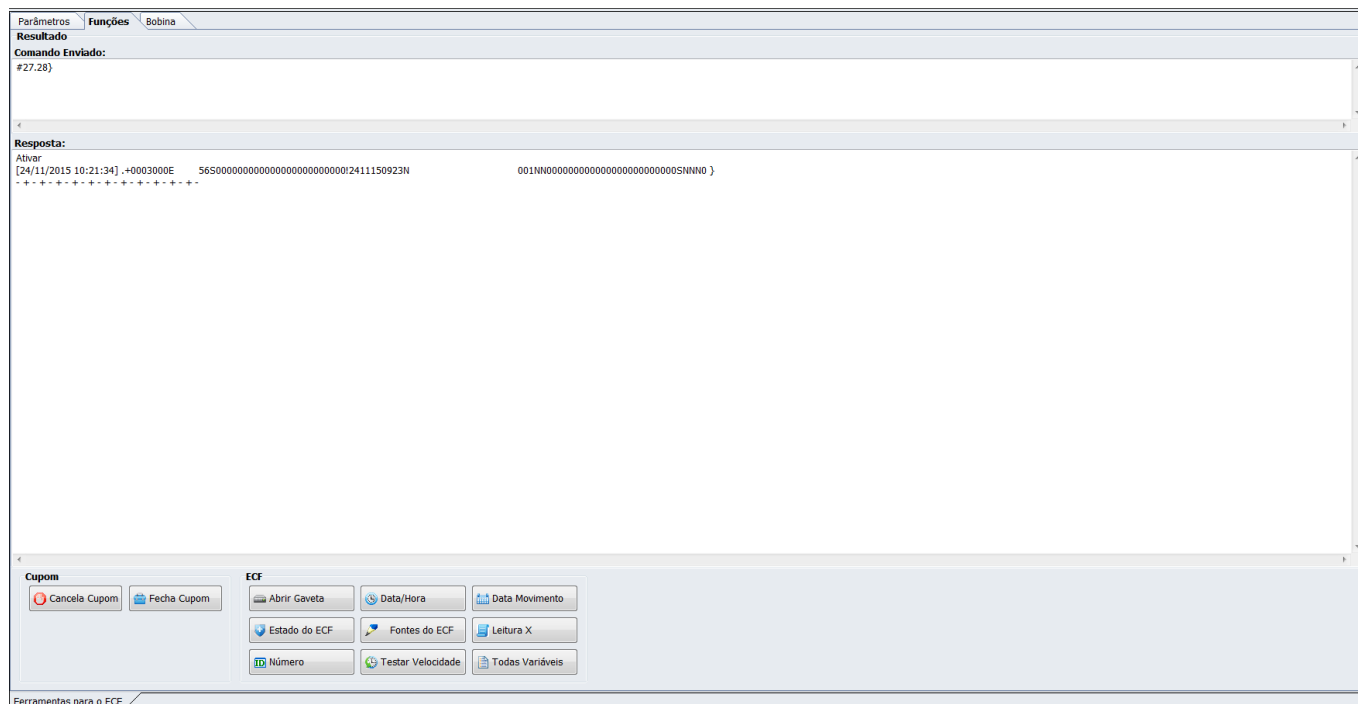 Parâmetros Funções Bobina
Resultado
Comando Enviado:
#27.28}
Resposta:
Ativar
[24/11/2015 10:21:34] .+0003000E 56S0000000000000000000000000!2411150923N 001NN0000000000000000000000000SNNN0 }
- + - + - + - + - + - + - + - + - + - + - + -
Cupom ECF
Cancela Cupom Fecha Cupom Abrir Gaveta Data/Hora Data Movimento
Estado do ECF Fontes do ECF Leitura X
ID Número Testar Velocidade Todas Variáveis
Ferramentas para o ECF